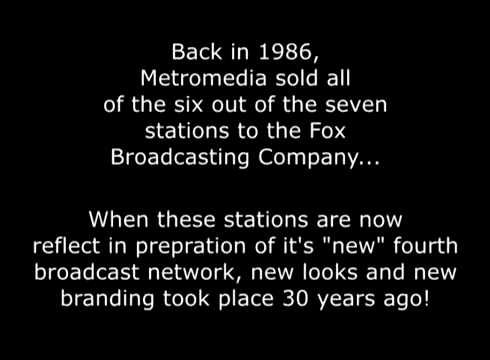 Back in 1986,
Metromedia sold all
of the six out of the seven
stations to the Fox
Broadcasting Company...
When these stations are now
reflect in prepration of it's "new" fourth
broadcast network, new looks and new
branding took place 30 years ago!